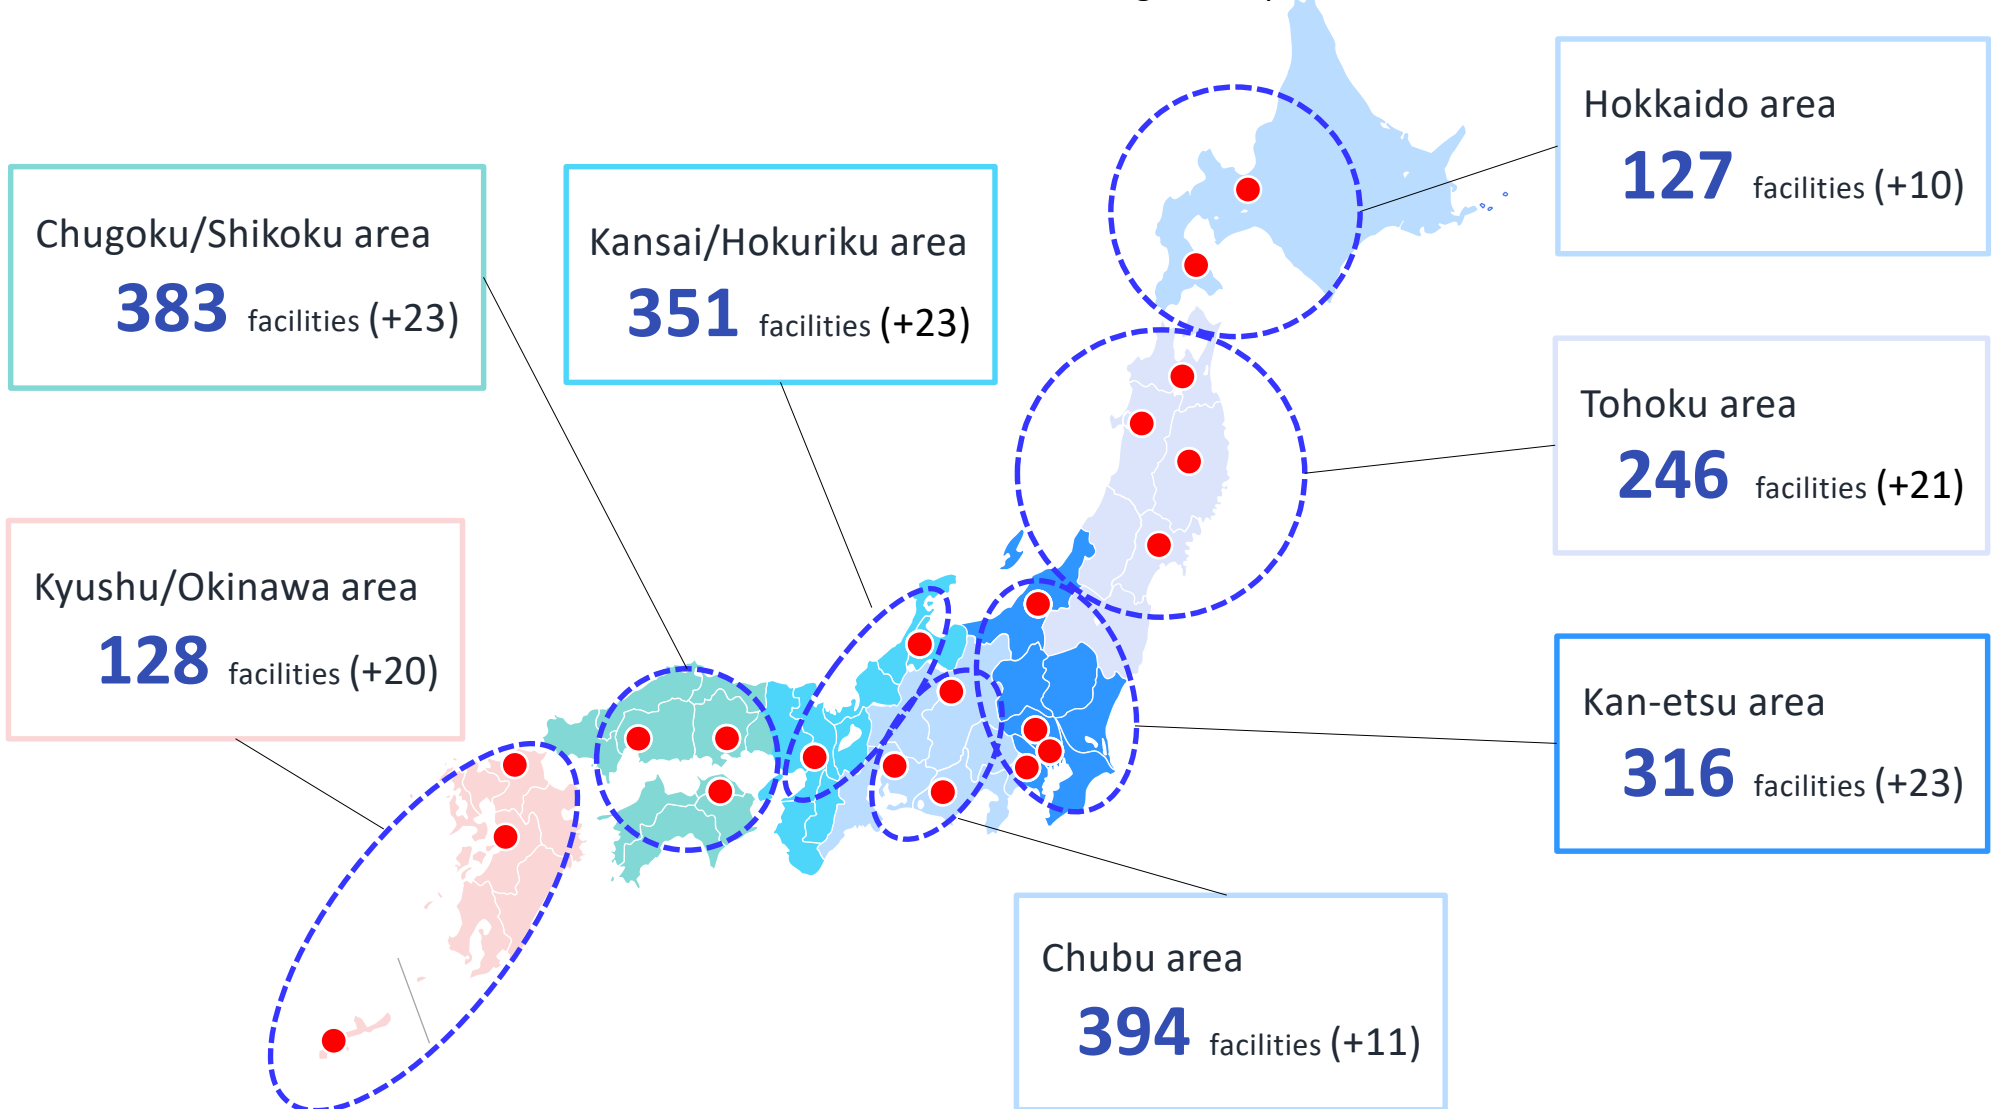 Hokkaido area
127 facilities (+10)
Chugoku/Shikoku area
383 facilities (+23)
Kansai/Hokuriku area
351 facilities (+23)
Tohoku area
246 facilities (+21)
Kyushu/Okinawa area
128 facilities (+20)
Kan-etsu area
316 facilities (+23)
Chubu area
394 facilities (+11)